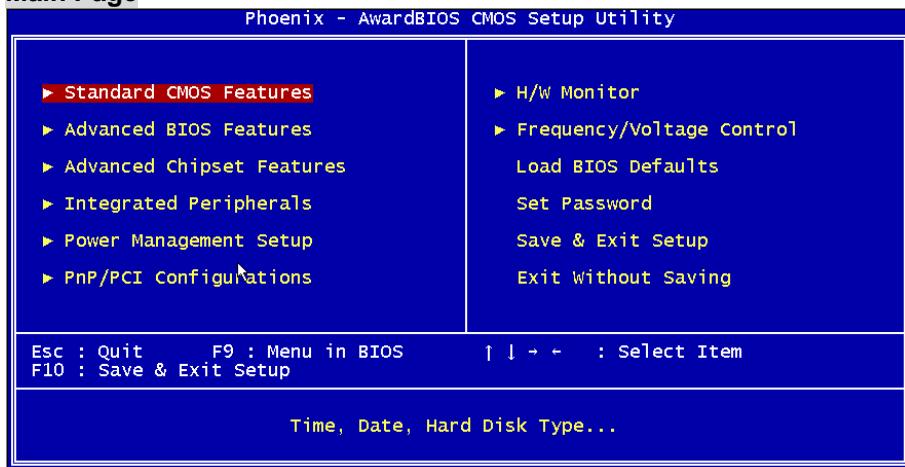 Main Page
Phoenix - AwardBIOS CMOS Setup Utility
► Standard CMOS Features
► Advanced BIOS Features
► Advanced Chipset Features
► Integrated Peripherals
► Power Management Setup
► PnP/PCI Configurations
► H/W Monitor
► Frequency/Voltage Control
Load BIOS Defaults
Set Password
Save & Exit Setup
Exit Without Saving
Esc : Quit F9 : Menu in BIOS ↑ ↓ → ← : Select Item
F10 : Save & Exit Setup
Time, Date, Hard Disk Type...